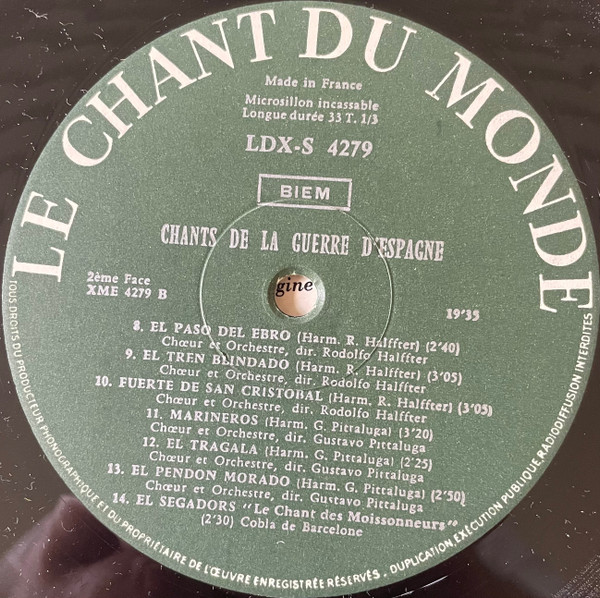 LE CHANT DU MONDE
Made in France
Microsillon incassable
Longue durée 33 T. 1/3
LDX-S 4279
BIEM
CHANTS DE LA GUERRE D'ESPAGNE
gine
2ème Face
XME 4279 B
19'35
8. EL PASO DEL EBRO (Harm. R. Halffter) (2'40)
Chœur et Orchestre, dir. Rodolfo Halffter
9. EL TREN BLINDADO (Harm. R. Halffter) (3'05)
Chœur et Orchestre, dir. Rodolfo Halffter
10. FUERTE DE SAN CRISTOBAL (Harm. R. Halffter) (3'05)
Chœur et Orchestre, dir. Rodolfo Halffter
11. MARINEROS (Harm. G. Pittaluga) (3'20)
Chœur et Orchestre, dir. Gustavo Pittaluga
12. EL TRAGALA (Harm. G. Pittaluga) (2'25)
Chœur et Orchestre, dir. Gustavo Pittaluga
13. EL PENDON MORADO (Harm. G. Pittaluga) (2'50)
Chœur et Orchestre, dir. Gustavo Pittaluga
14. EL SEGADORS "Le Chant des Moissonneurs"
(2'30) Cobla de Barcelone
TOUS DROITS DU PRODUCTEUR PHONOGRAPHIQUE ET DU PROPRIÉTAIRE DE L'ŒUVRE ENREGISTRÉE RÉSERVÉS. DUPLICATION, EXÉCUTION PUBLIQUE, RADIODIFFUSION INTERDITES